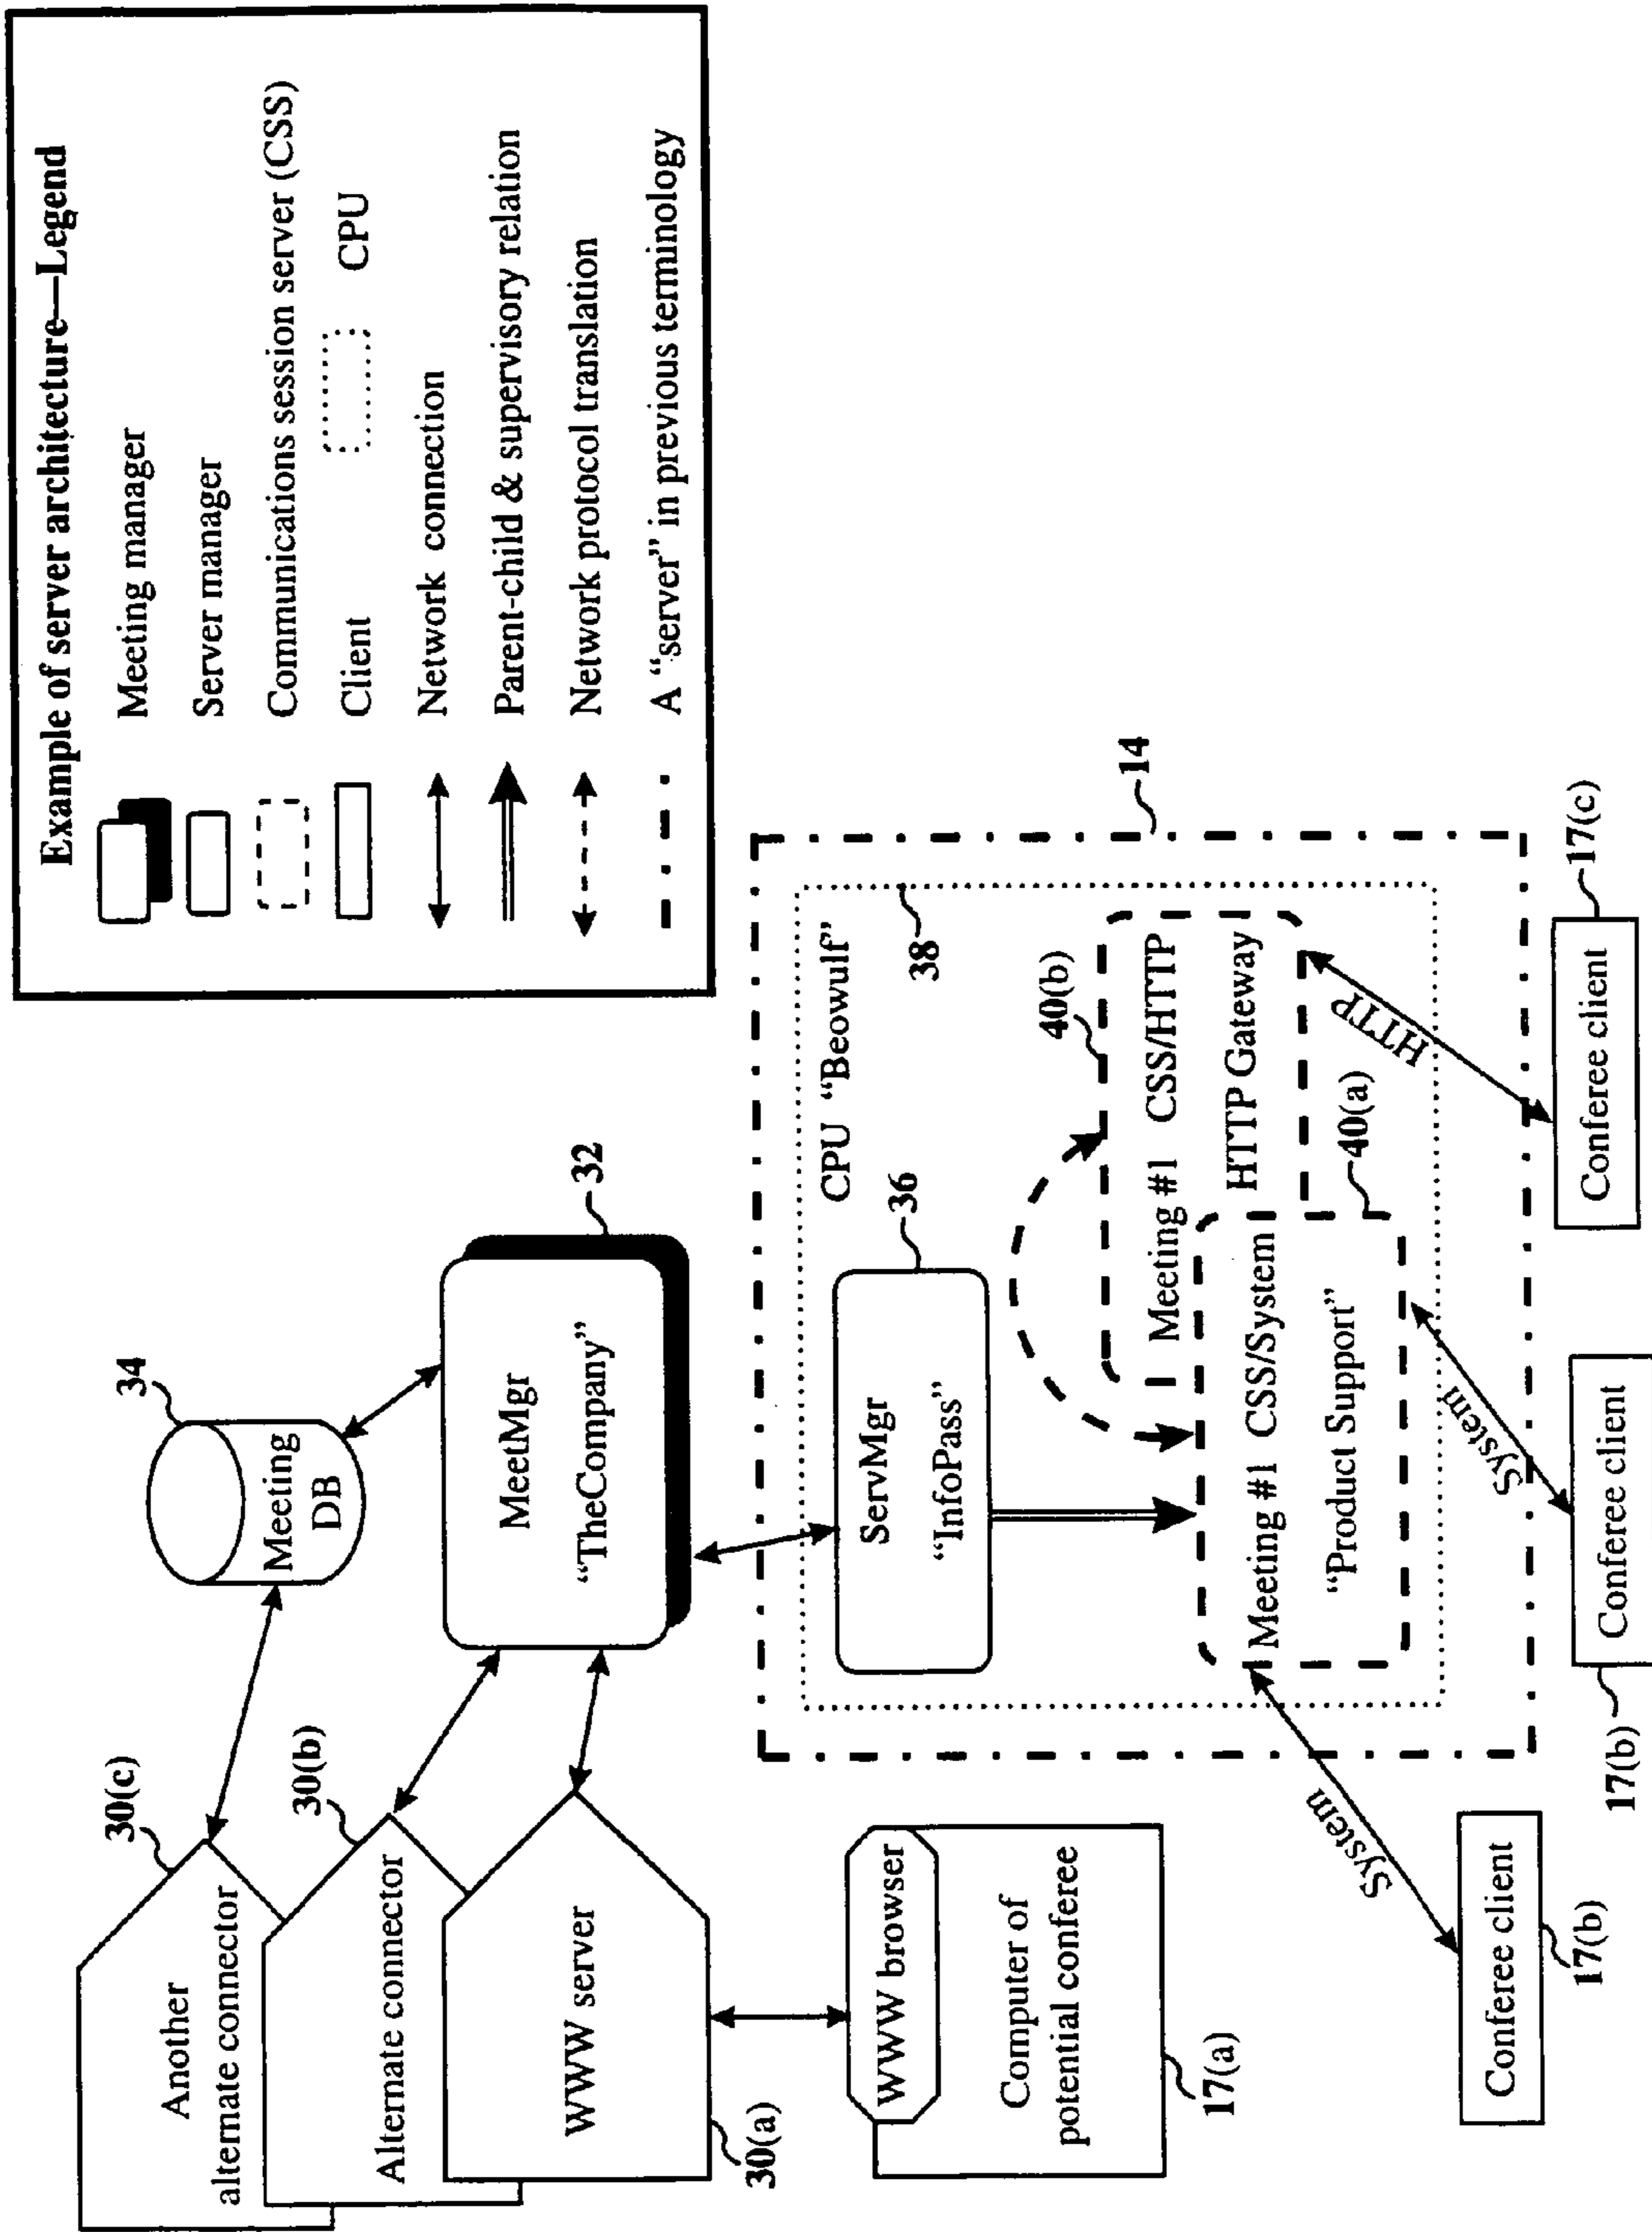 Example of server architecture—Legend
Meeting manager
Server manager
Communications session server (CSS)
Client
CPU
Network connection
Parent-child & supervisory relation
Network protocol translation
A “server” in previous terminology
30(c)
Another
alternate connector
30(b)
Alternate connector
WWW server
30(a)
34
Meeting
DB
32
MeetMgr
“TheCompany”
WWW browser
Computer of
potential conferee
17(a)
14
CPU “Beowulf”
38
36
ServMgr
“InfoPass”
40(b)
Meeting #1 CSS/HTTP
HTTP Gateway
Meeting #1 CSS/System
“Product Support”
40(a)
System
System
HTTP
Conferee client
17(b)
Conferee client
17(b)
Conferee client
17(c)